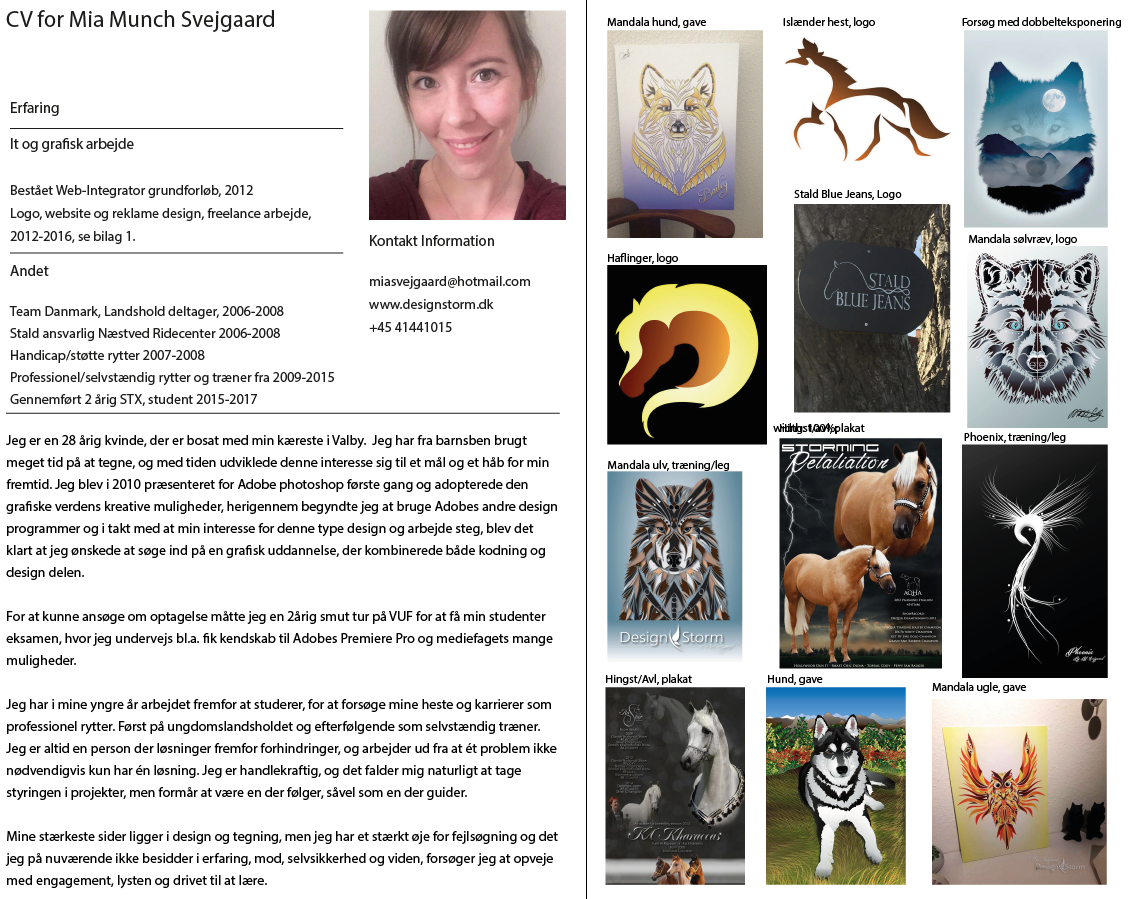 CV for Mia Munch Svejgaard
Erfaring
It og grafisk arbejde
Bestået Web-Integrator grundforløb, 2012
Logo, website og reklame design, freelance arbejde,
2012-2016, se bilag 1.
Andet
Team Danmark, Landshold deltager, 2006-2008
Stald ansvarlig Næstved Ridecenter 2006-2008
Handicap/støtte rytter 2007-2008
Professionel/selvstændig rytter og træner fra 2009-2015
Gennemført 2 årig STX, student 2015-2017
Kontakt Information
miasvejgaard@hotmail.com
www.designstorm.dk
+45 41441015
Jeg er en 28 årig kvinde, der er bosat med min kæreste i Valby. Jeg har fra barnsben brugt
meget tid på at tegne, og med tiden udviklede denne interesse sig til et mål og et håb for min
fremtid. Jeg blev i 2010 præsenteret for Adobe photoshop første gang og adopterede den
grafiske verdens kreative muligheder, herigennem begyndte jeg at bruge Adobes andre design
programmer og i takt med at min interesse for denne type design og arbejde steg, blev det
klart at jeg ønskede at søge ind på en grafisk uddannelse, der kombinerede både kodning og
design delen.
For at kunne ansøge om optagelse måtte jeg en 2årig smut tur på VUF for at få min studenter
eksamen, hvor jeg undervejs bl.a. fik kendskab til Adobes Premiere Pro og mediefagets mange
muligheder.
Jeg har i mine yngre år arbejdet fremfor at studerer, for at forsøge mine heste og karrierer som
professionel rytter. Først på ungdomslandsholdet og efterfølgende som selvstændig træner.
Jeg er altid en person der løsninger fremfor forhindringer, og arbejder ud fra at ét problem ikke
nødvendigvis kun har én løsning. Jeg er handlekraftig, og det falder mig naturligt at tage
styringen i projekter, men formår at være en der følger, såvel som en der guider.
Mine stærkeste sider ligger i design og tegning, men jeg har et stærkt øje for fejlsøgning og det
jeg på nuværende ikke besidder i erfaring, mod, selvsikkerhed og viden, forsøger jeg at opveje
med engagement, lysten og drivet til at lære.
Mandala hund, gave
Islænder hest, logo
Forsøg med dobbelteksponering
Bailey
Stald Blue Jeans, Logo
STALD
BLUE JEANS
Haflinger, logo
Mandala sølvræv, logo
plakat
Phoenix, træning/leg
Mandala ulv, træning/leg
STORMING
Retaliation
AQHA
Design Storm
Phoenix
HOLLYWOOD DUN IT - SMART CHIC OLENA - TOPSAIL CODY - PEPPY SAN BADGER
Hingst/Avl, plakat
Hund, gave
Mandala ugle, gave
KA Kharacus
Design Storm